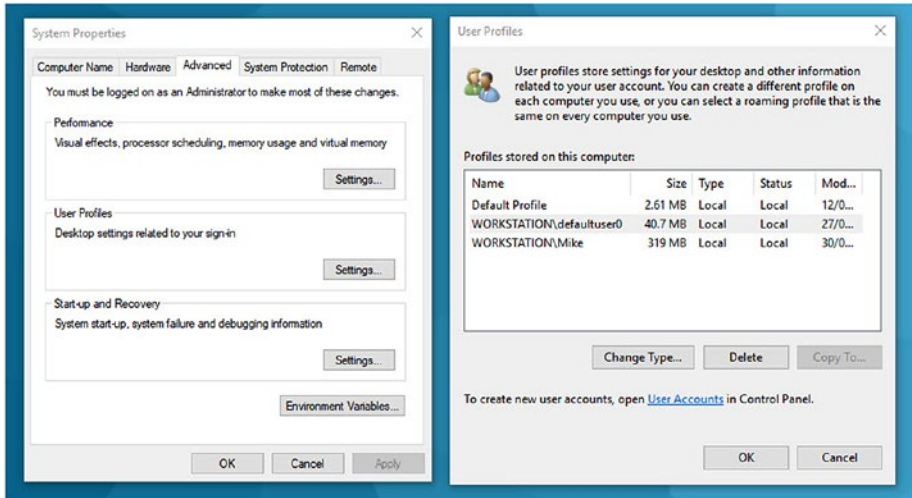 System Properties
Computer Name Hardware Advanced System Protection Remote
You must be logged on as an Administrator to make most of these changes.
Performance
Visual effects, processor scheduling, memory usage and virtual memory
Settings...
User Profiles
Desktop settings related to your sign-in
Settings...
Start-up and Recovery
System start-up, system failure and debugging information
Settings...
Environment Variables...
OK Cancel Apply
User Profiles
User profiles store settings for your desktop and other information
related to your user account. You can create a different profile on
each computer you use, or you can select a roaming profile that is the
same on every computer you use.
Profiles stored on this computer:
Name Size Type Status Mod...
Default Profile 2.61 MB Local Local 12/0...
WORKSTATION\defaultuser0 40.7 MB Local Local 27/0...
WORKSTATION\Mike 319 MB Local Local 30/0...
Change Type... Delete Copy To...
To create new user accounts, open User Accounts in Control Panel.
OK Cancel